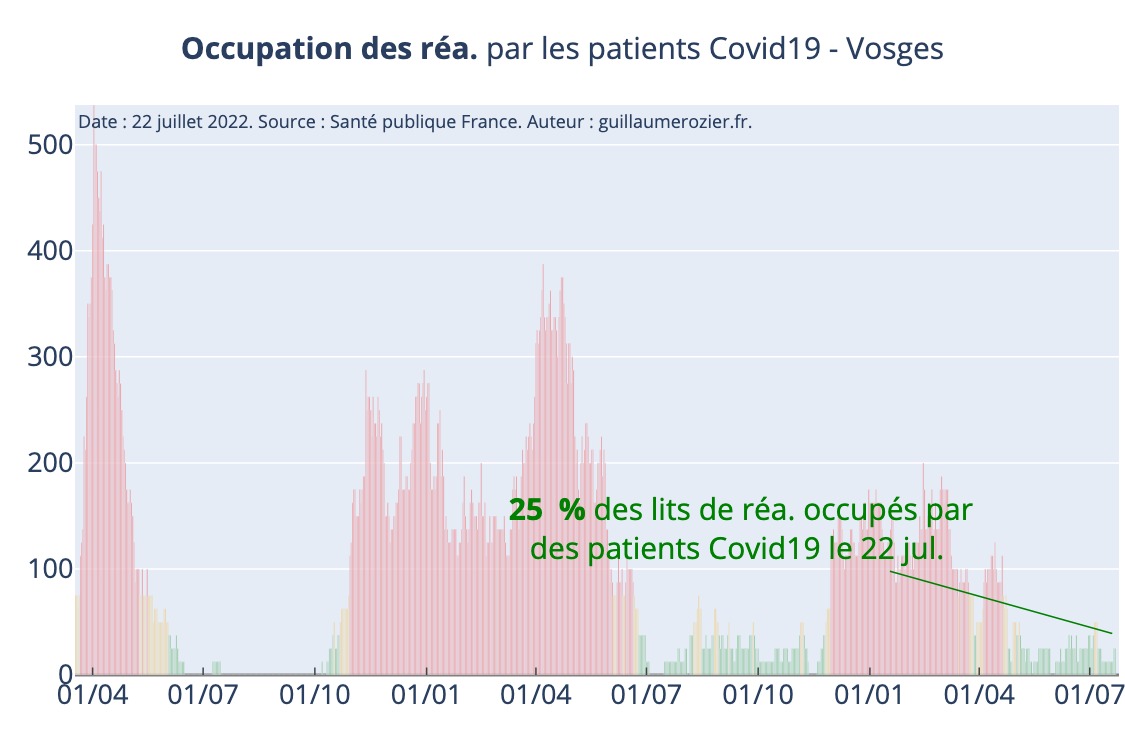 Occupation des réa. par les patients Covid19 - Vosges
Date : 22 juillet 2022. Source : Santé publique France. Auteur : guillaumerozier.fr.
500
400
300
200
25 % des lits de réa. occupés par
des patients Covid19 le 22 jul.
100
0
01/04 01/07 01/10 01/01 01/04 01/07 01/10 01/01 01/04 01/07